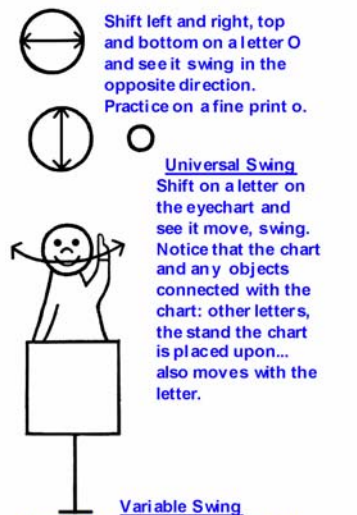 Shift left and right, top
and bottom on a letter O
and see it swing in the
opposite direction.
Practice on a fine print o.
Universal Swing
Shift on a letter on
the eyechart and
see it move, swing.
Notice that the chart
and any objects
connected with the
chart: other letters,
the stand the chart
is placed upon...
also moves with the
letter.
Variable Swing